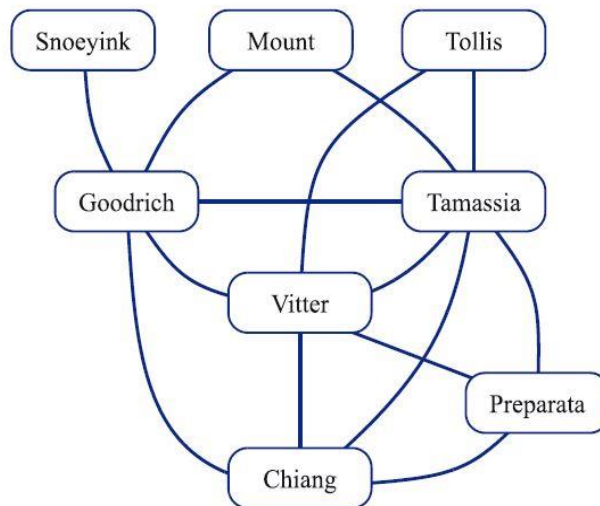 Snoeyink
Mount
Tollis
Goodrich
Tamassia
Vitter
Preparata
Chiang